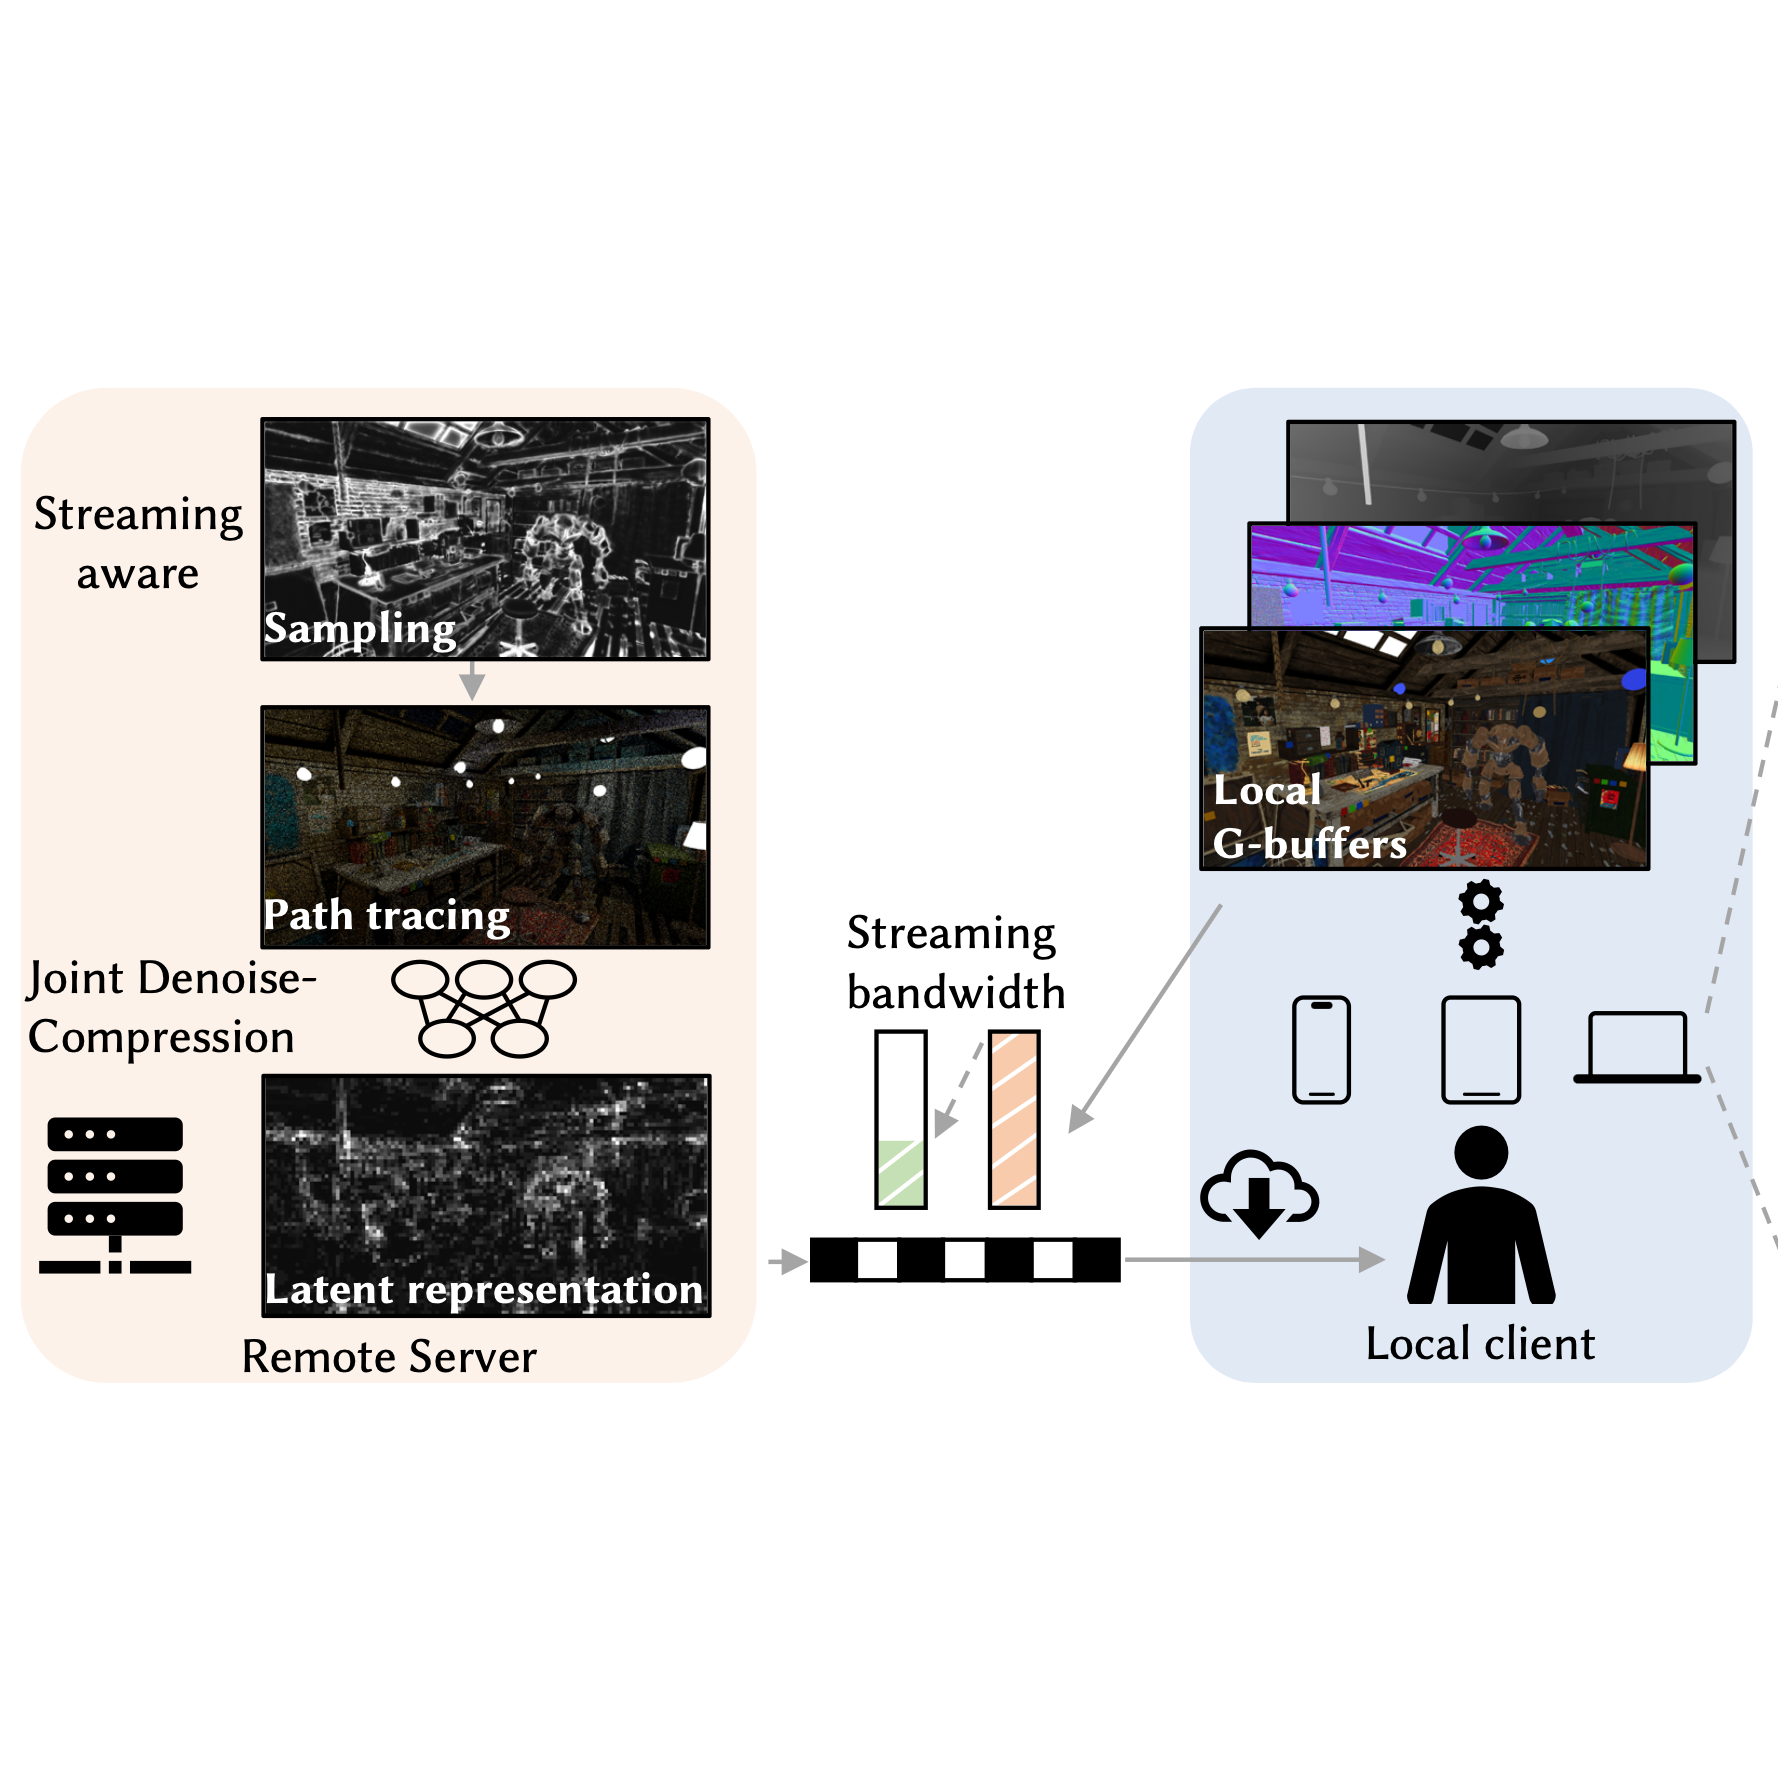 Streaming
aware
Sampling
Path tracing
Joint Denoise-
Compression
Latent representation
Remote Server
Streaming
bandwidth
Local
G-buffers
Local client